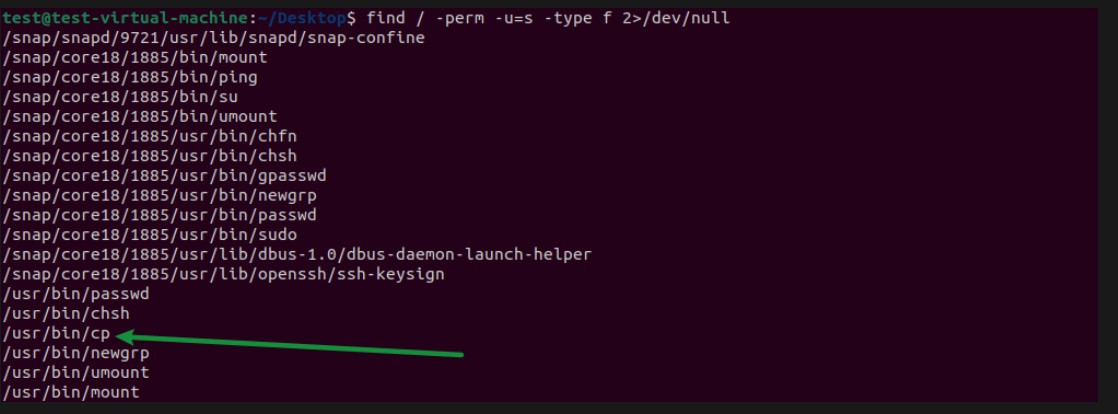 test@test-virtual-machine:~/Desktop$ find / -perm -u=s -type f 2>/dev/null
/snap/snapd/9721/usr/lib/snapd/snap-confine
/snap/core18/1885/bin/mount
/snap/core18/1885/bin/ping
/snap/core18/1885/bin/su
/snap/core18/1885/bin/umount
/snap/core18/1885/usr/bin/chfn
/snap/core18/1885/usr/bin/chsh
/snap/core18/1885/usr/bin/gpasswd
/snap/core18/1885/usr/bin/newgrp
/snap/core18/1885/usr/bin/passwd
/snap/core18/1885/usr/bin/sudo
/snap/core18/1885/usr/lib/dbus-1.0/dbus-daemon-launch-helper
/snap/core18/1885/usr/lib/openssh/ssh-keysign
/usr/bin/passwd
/usr/bin/chsh
/usr/bin/cp
/usr/bin/newgrp
/usr/bin/umount
/usr/bin/mount